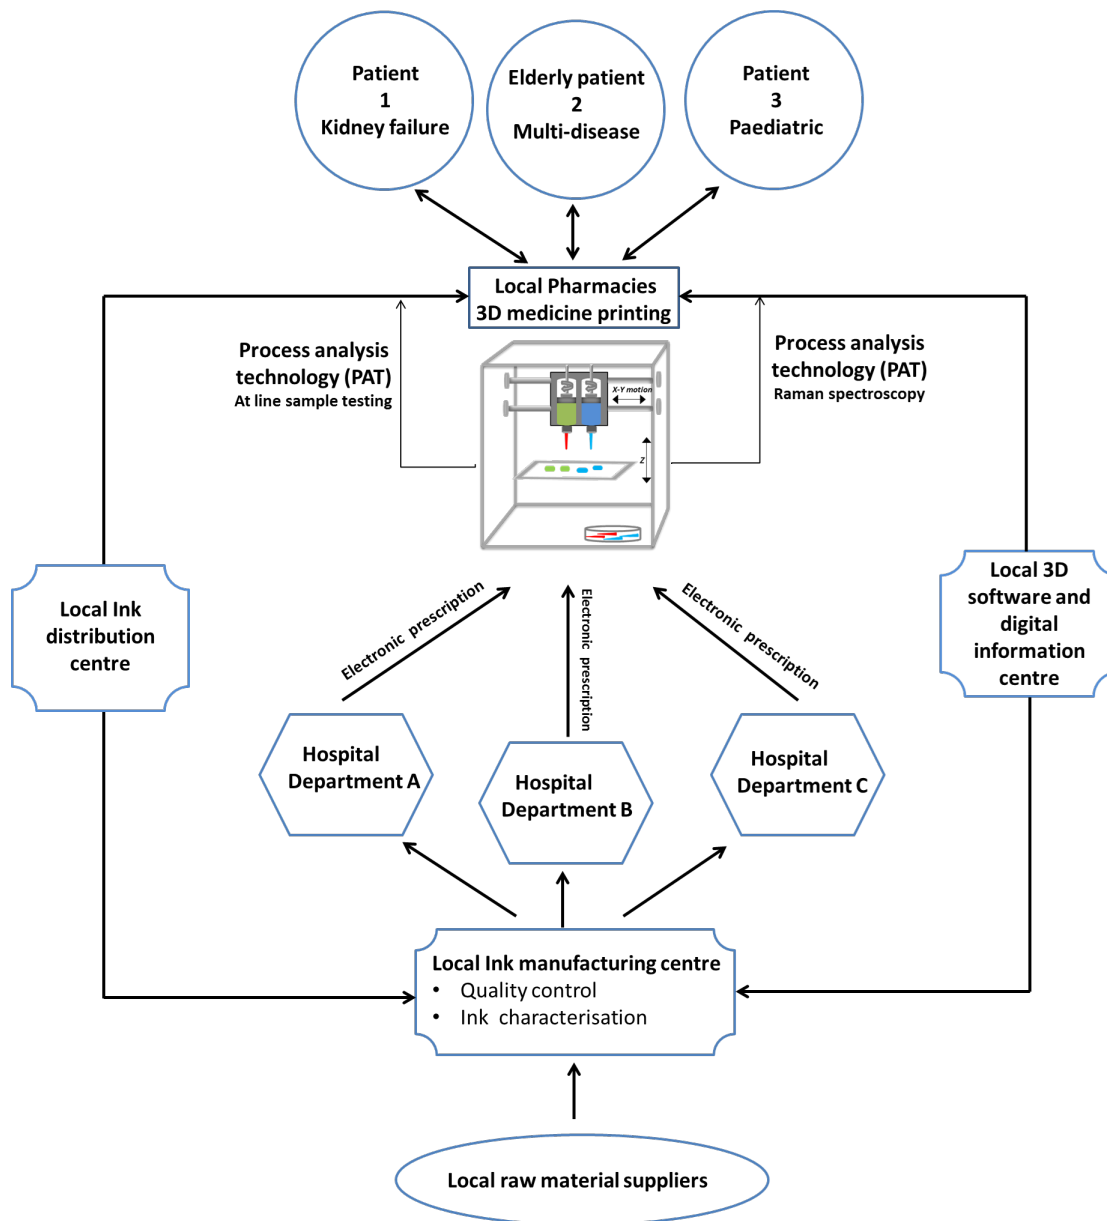 Patient
1
Kidney failure
Elderly patient
2
Multi-disease
Patient
3
Paediatric
Local Pharmacies
3D medicine printing
Process analysis
technology (PAT)
At line sample testing
Process analysis
technology (PAT)
Raman spectroscopy
X-Y motion
Z
Local Ink
distribution
centre
Local 3D
software and
digital
information
centre
Electronic prescription
Electronic prescription
Electronic prescription
Hospital
Department A
Hospital
Department B
Hospital
Department C
Local Ink manufacturing centre
• Quality control
• Ink characterisation
Local raw material suppliers